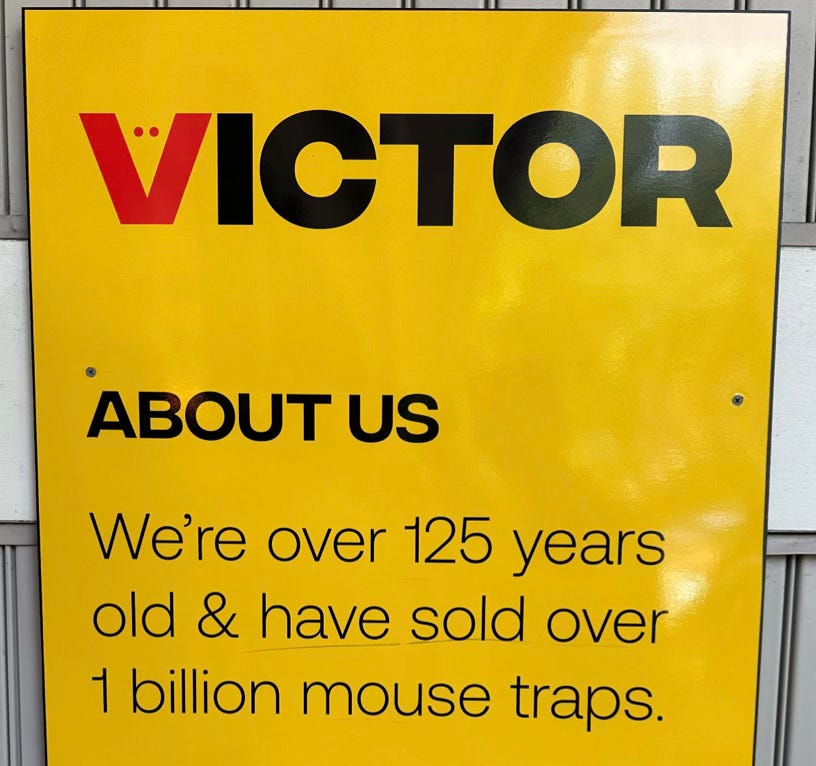 VICTOR
ABOUT US
We're over 125 years
old & have sold over
1 billion mouse traps.